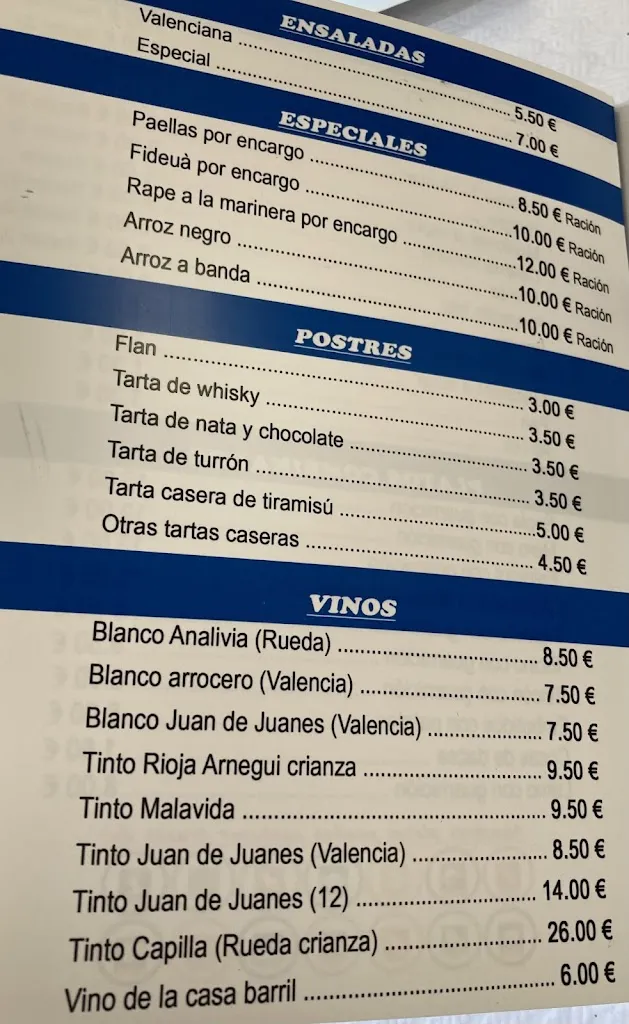 ENSALADAS
Valenciana 5.50 €
Especial 7.00 €
ESPECIALES
Paellas por encargo 8.50 € Ración
Fideuà por encargo 10.00 € Ración
Rape a la marinera por encargo 12.00 € Ración
Arroz negro 10.00 € Ración
Arroz a banda 10.00 € Ración
POSTRES
Flan 3.00 €
Tarta de whisky 3.50 €
Tarta de nata y chocolate 3.50 €
Tarta de turrón 3.50 €
Tarta casera de tiramisú 5.00 €
Otras tartas caseras 4.50 €
VINOS
Blanco Analivia (Rueda) 8.50 €
Blanco arrocero (Valencia) 7.50 €
Blanco Juan de Juanes (Valencia) 7.50 €
Tinto Rioja Arnegui crianza 9.50 €
Tinto Malavida 9.50 €
Tinto Juan de Juanes (Valencia) 8.50 €
Tinto Juan de Juanes (12) 14.00 €
Tinto Capilla (Rueda crianza) 26.00 €
Vino de la casa barril 6.00 €